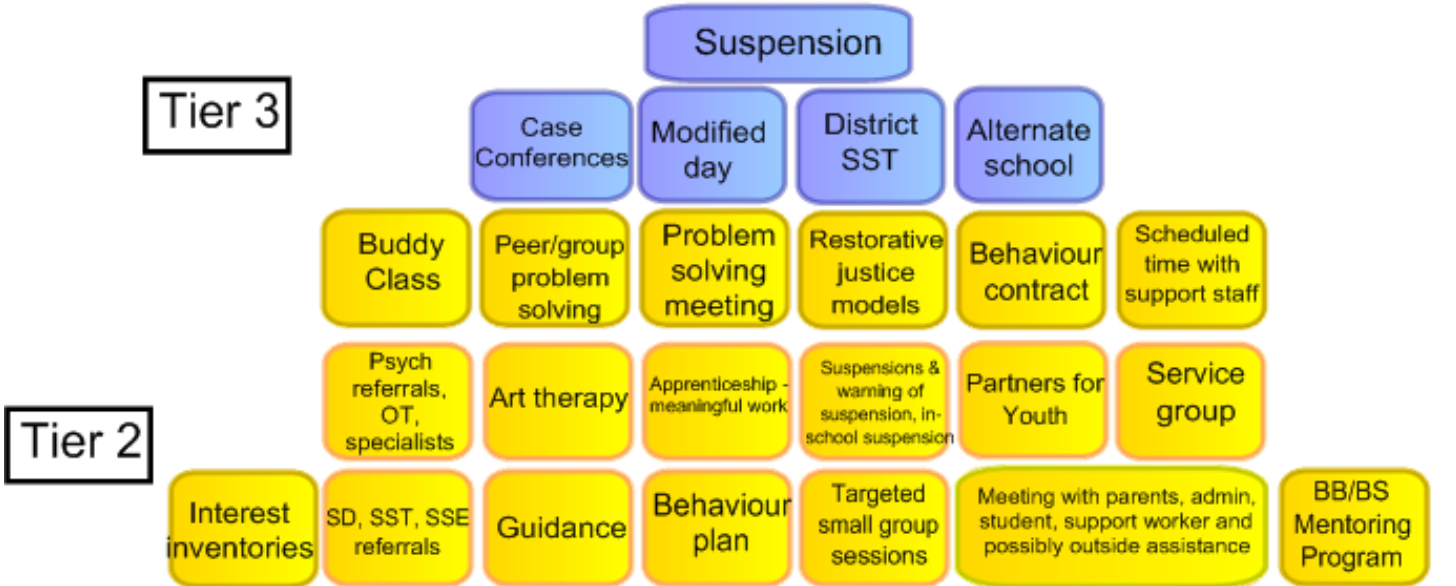 Suspension
Tier 3
Case
Conferences
Modified
day
District
SST
Alternate
school
Buddy
Class
Peer/group
problem
solving
Problem
solving
meeting
Restorative
justice
models
Behaviour
contract
Scheduled
time with
support staff
Tier 2
Psych
referrals,
OT,
specialists
Art therapy
Apprenticeship -
meaningful work
Suspensions &
warning of
suspension, in-
school suspension
Partners for
Youth
Service
group
Interest
inventories
SD, SST, SSE
referrals
Guidance
Behaviour
plan
Targeted
small group
sessions
Meeting with parents, admin,
student, support worker and
possibly outside assistance
BB/BS
Mentoring
Program